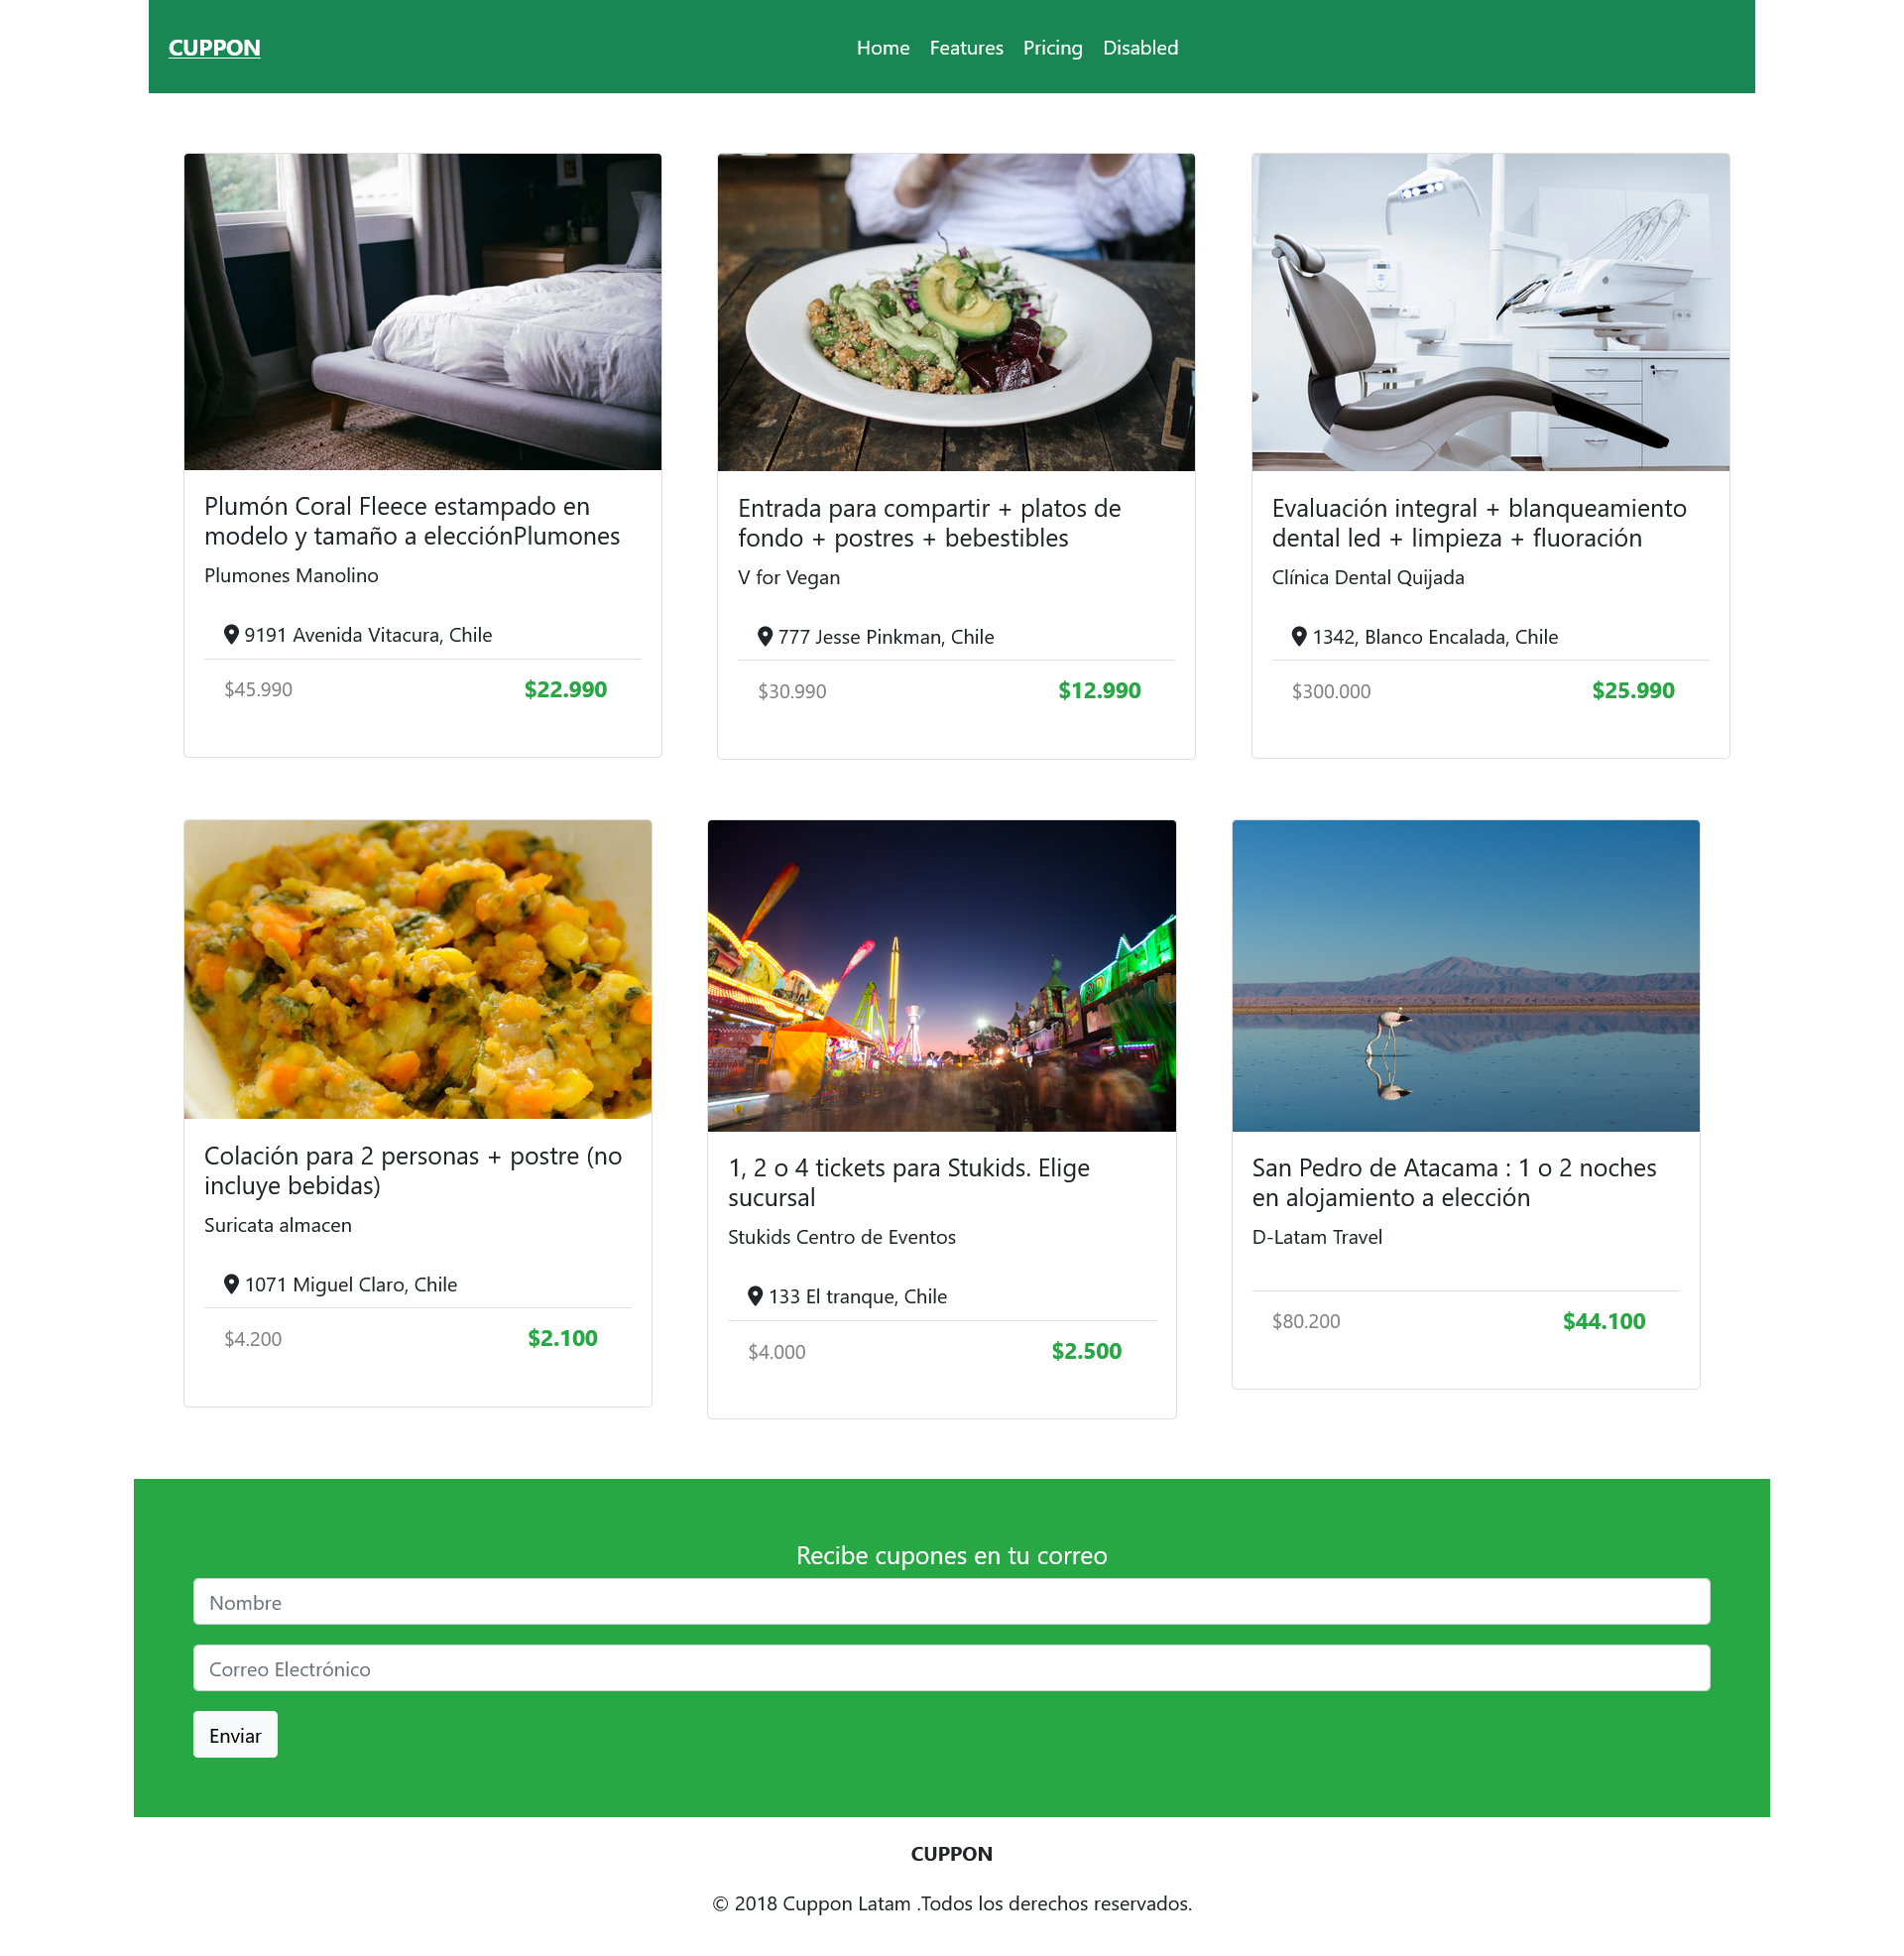 CUPPON
Home Features Pricing Disabled
Plumón Coral Fleece estampado en
modelo y tamaño a elecciónPlumones
Plumones Manolino
9191 Avenida Vitacura, Chile
$45.990 $22.990
Entrada para compartir + platos de
fondo + postres + bebestibles
V for Vegan
777 Jesse Pinkman, Chile
$30.990 $12.990
Evaluación integral + blanqueamiento
dental led + limpieza + fluoración
Clínica Dental Quijada
1342, Blanco Encalada, Chile
$300.000 $25.990
Colación para 2 personas + postre (no
incluye bebidas)
Suricata almacen
1071 Miguel Claro, Chile
$4.200 $2.100
1, 2 o 4 tickets para Stukids. Elige
sucursal
Stukids Centro de Eventos
133 El tranque, Chile
$4.000 $2.500
San Pedro de Atacama : 1 o 2 noches
en alojamiento a elección
D-Latam Travel
$80.200 $44.100
Recibe cupones en tu correo
Nombre
Correo Electrónico
Enviar
CUPPON
© 2018 Cuppon Latam .Todos los derechos reservados.